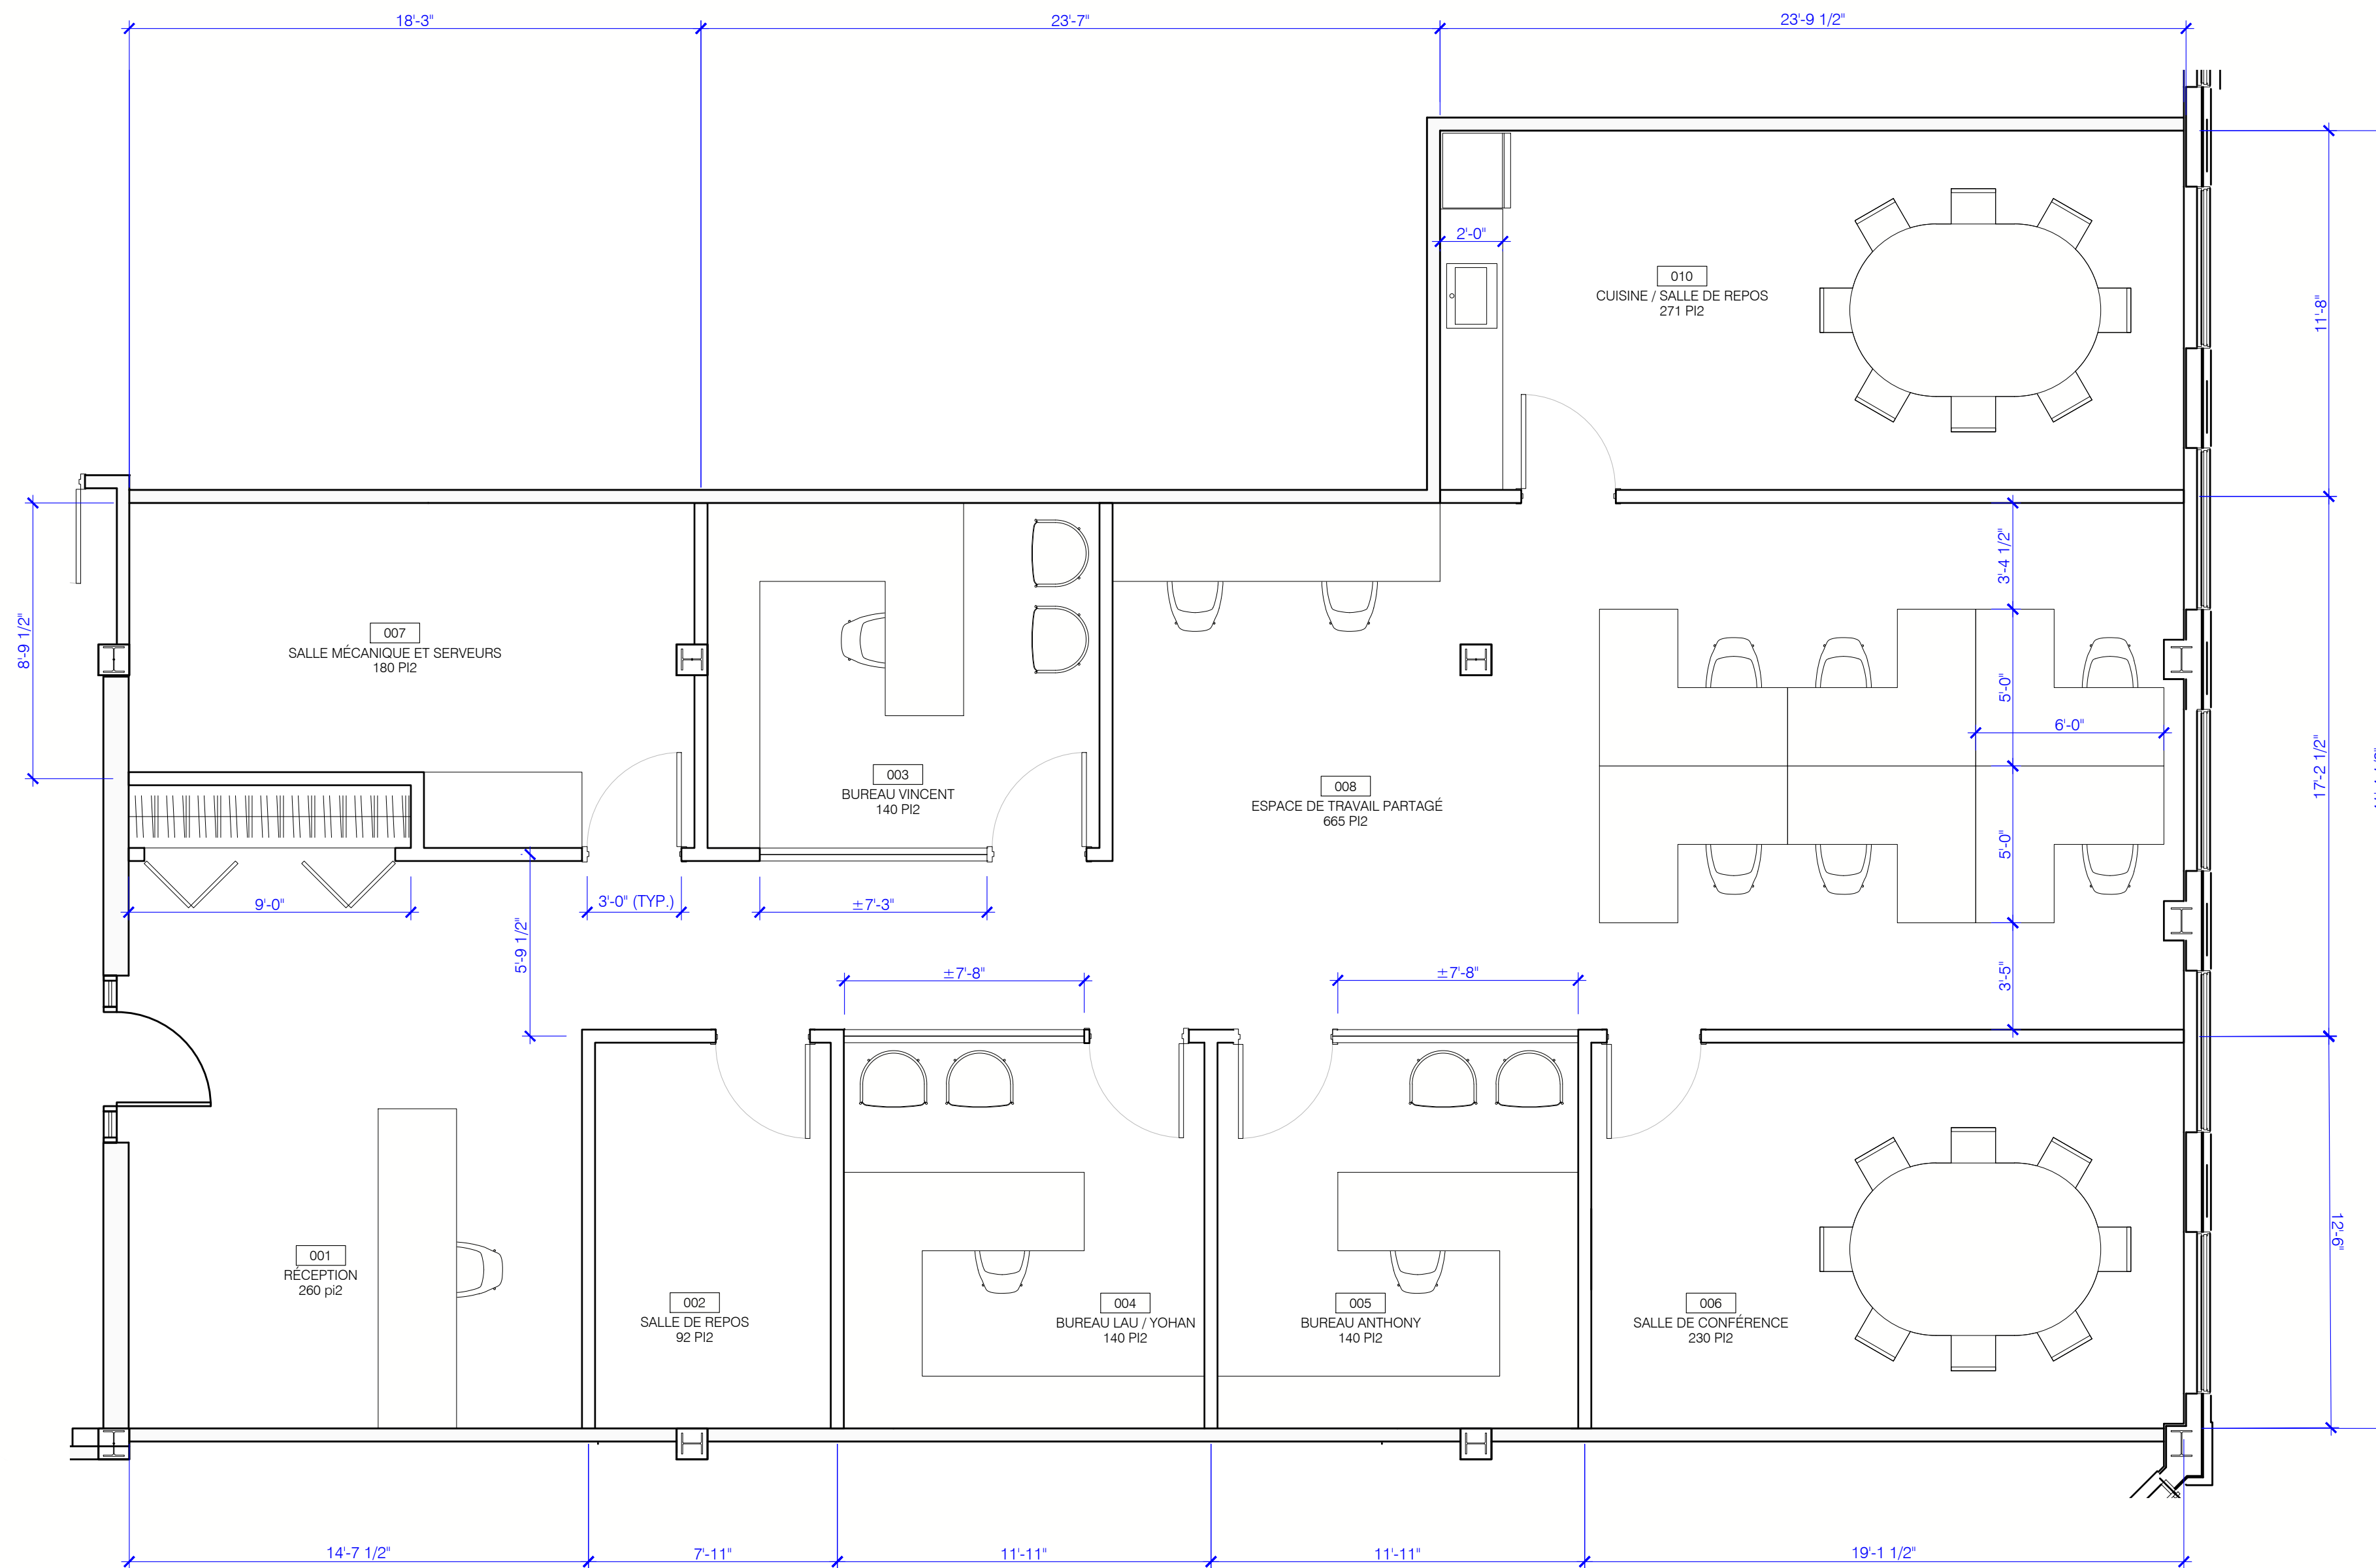 18'-3"
23'-7"
23'-9 1/2"
2'-0"
010
CUISINE / SALLE DE REPOS
271 PI2
11'-8"
3'-4 1/2"
8'-9 1/2"
007
SALLE MÉCANIQUE ET SERVEURS
180 PI2
003
BUREAU VINCENT
140 PI2
008
ESPACE DE TRAVAIL PARTAGÉ
665 PI2
5'-0"
6'-0"
17'-2 1/2"
5'-0"
9'-0"
3'-0" (TYP.)
±7'-3"
5'-9 1/2"
±7'-8"
±7'-8"
3'-5"
12'-6"
001
RÉCEPTION
260 pi2
002
SALLE DE REPOS
92 PI2
004
BUREAU LAU / YOHAN
140 PI2
005
BUREAU ANTHONY
140 PI2
006
SALLE DE CONFÉRENCE
230 PI2
14'-7 1/2"
7'-11"
11'-11"
11'-11"
19'-1 1/2"